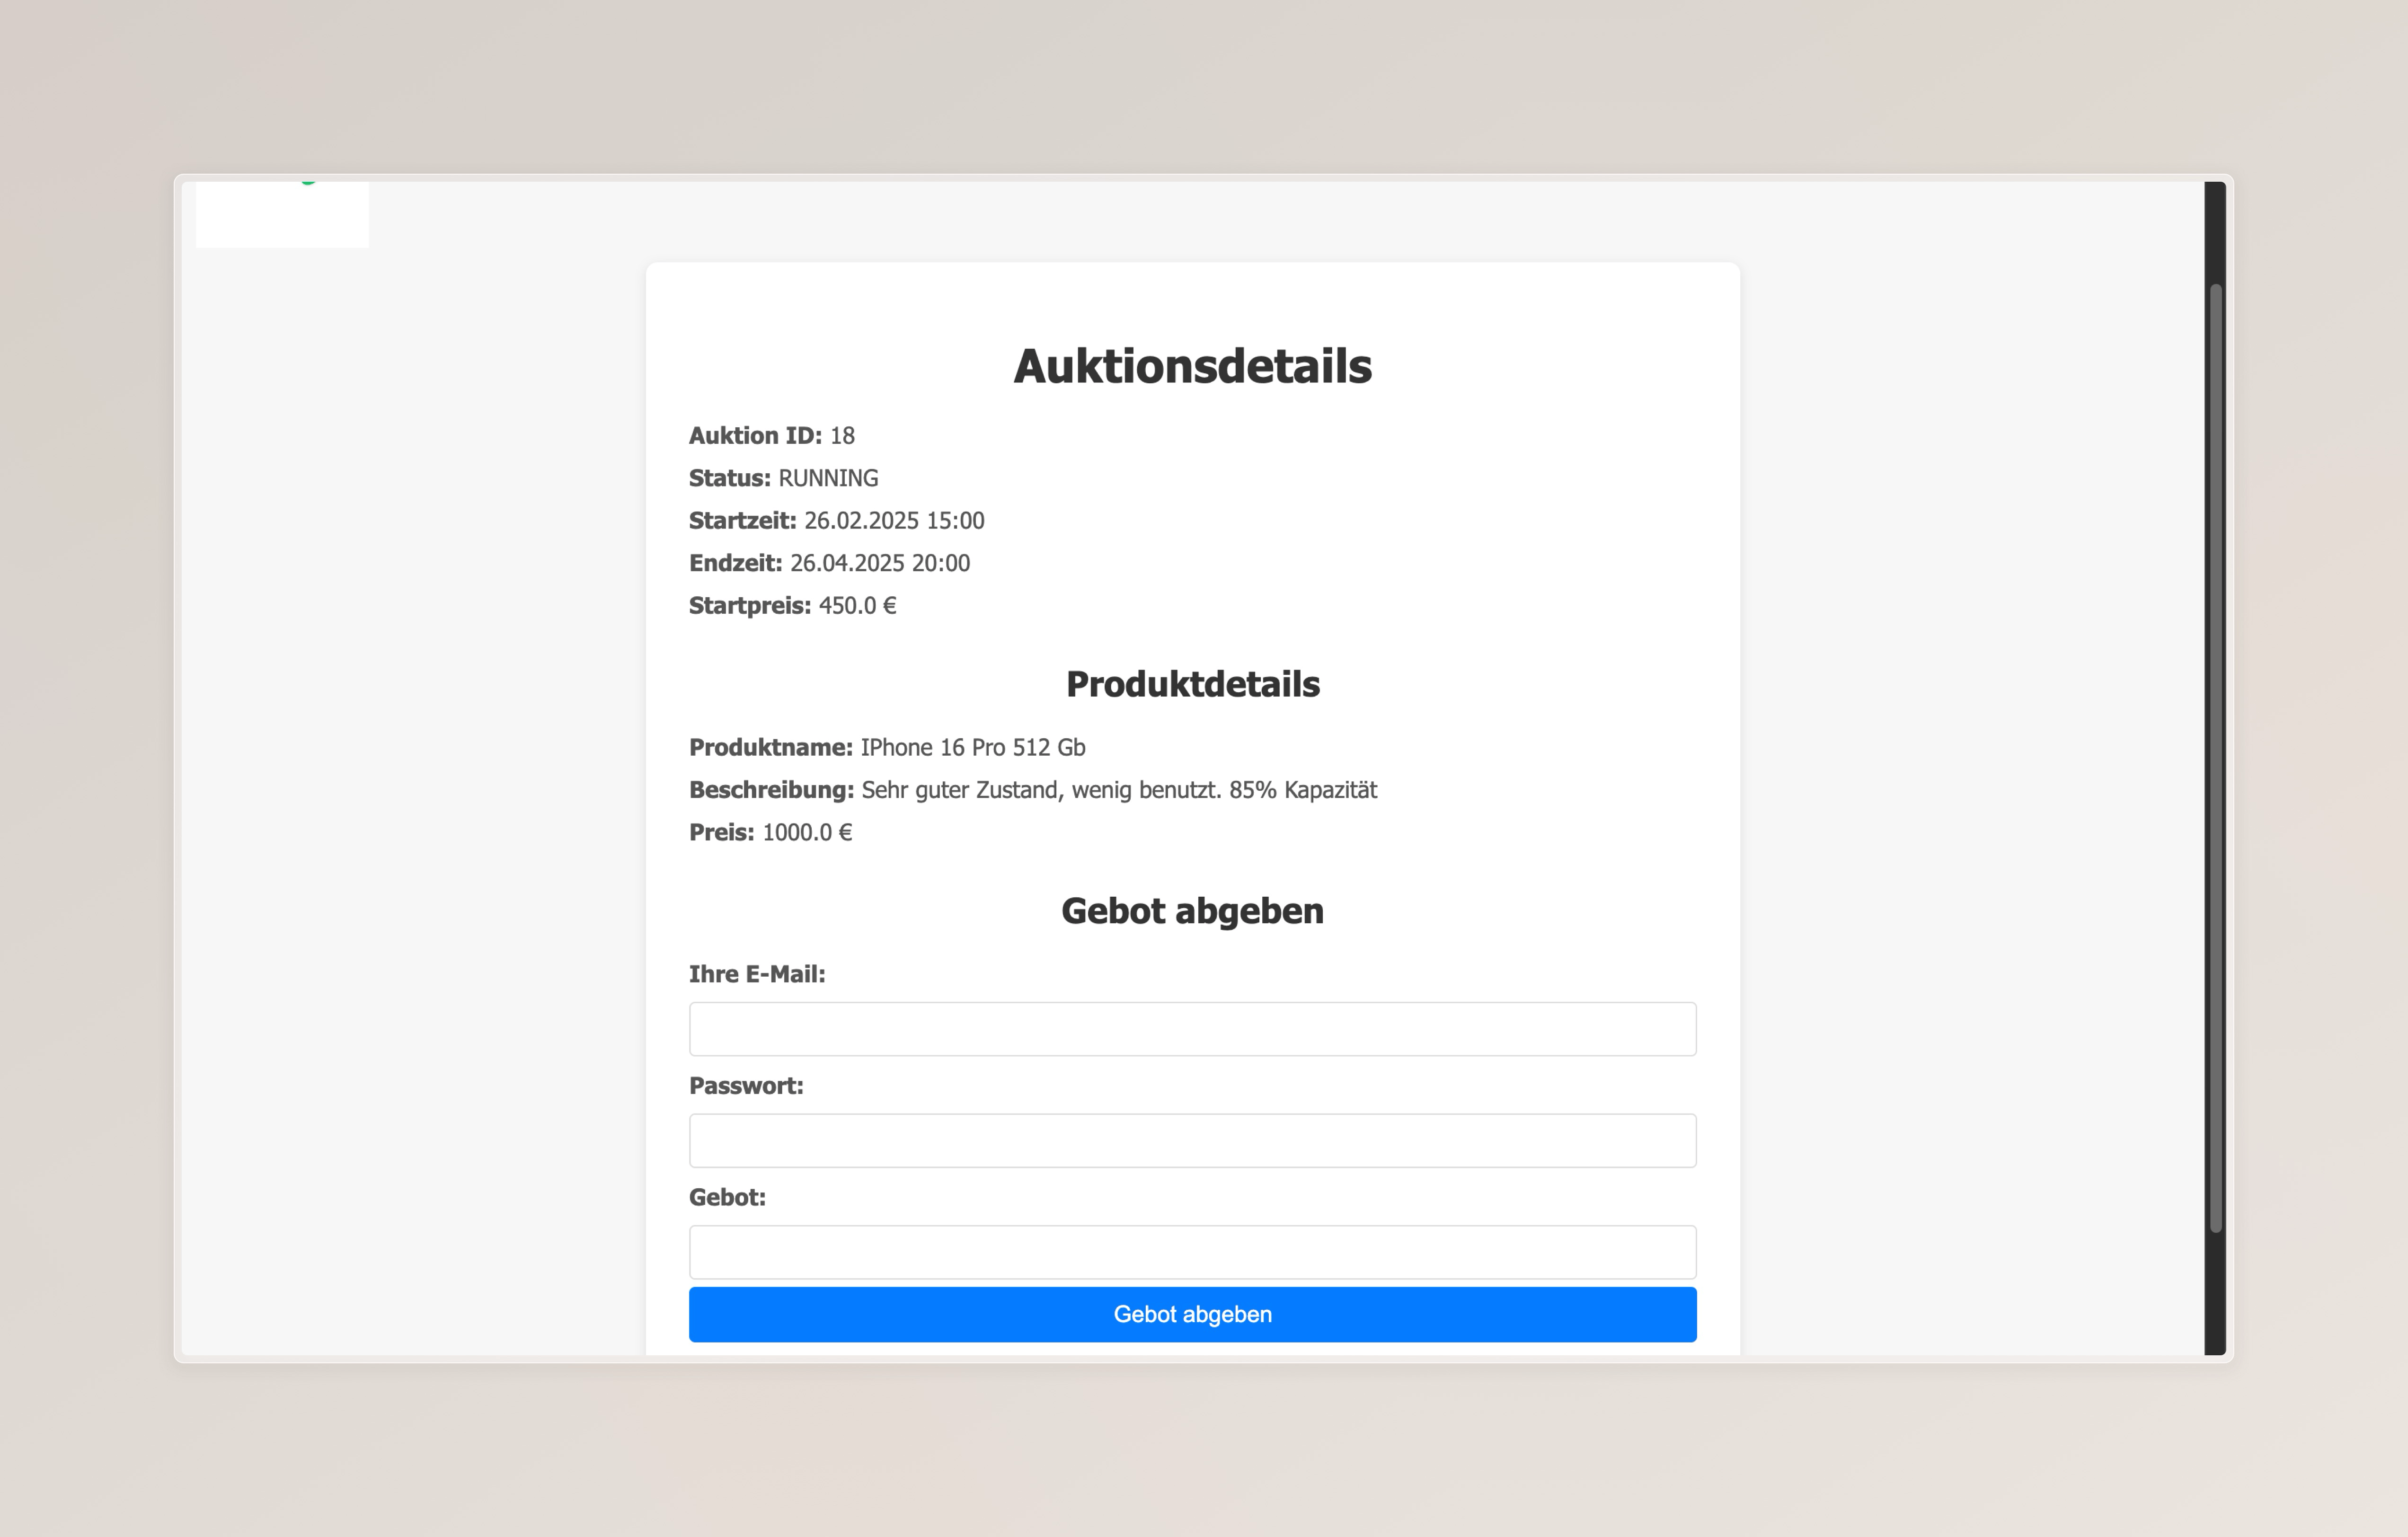 Auktionsdetails
Auktion ID: 18
Status: RUNNING
Startzeit: 26.02.2025 15:00
Endzeit: 26.04.2025 20:00
Startpreis: 450.0 €
Produktdetails
Produktname: IPhone 16 Pro 512 Gb
Beschreibung: Sehr guter Zustand, wenig benutzt. 85% Kapazität
Preis: 1000.0 €
Gebot abgeben
Ihre E-Mail:
Passwort:
Gebot:
Gebot abgeben